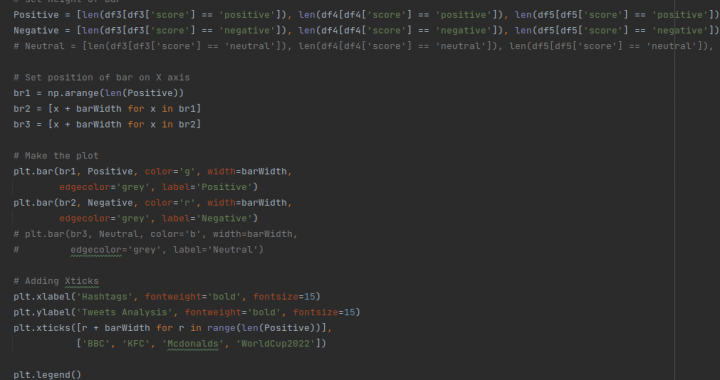 # Set height of bar
Positive = [len(df3[df3['score'] == 'positive']), len(df4[df4['score'] == 'positive']), len(df5[df5['score'] == 'positive'])
Negative = [len(df3[df3['score'] == 'negative']), len(df4[df4['score'] == 'negative']), len(df5[df5['score'] == 'negative'])
# Neutral = [len(df3[df3['score'] == 'neutral']), len(df4[df4['score'] == 'neutral']), len(df5[df5['score'] == 'neutral']),
# Set position of bar on X axis
br1 = np.arange(len(Positive))
br2 = [x + barWidth for x in br1]
br3 = [x + barWidth for x in br2]
# Make the plot
plt.bar(br1, Positive, color='g', width=barWidth,
edgecolor='grey', label='Positive')
plt.bar(br2, Negative, color='r', width=barWidth,
edgecolor='grey', label='Negative')
# plt.bar(br3, Neutral, color='b', width=barWidth,
#         edgecolor='grey', label='Neutral')
# Adding Xticks
plt.xlabel('Hashtags', fontweight='bold', fontsize=15)
plt.ylabel('Tweets Analysis', fontweight='bold', fontsize=15)
plt.xticks([r + barWidth for r in range(len(Positive))],
['BBC', 'KFC', 'Mcdonalds', 'WorldCup2022'])
plt.legend()